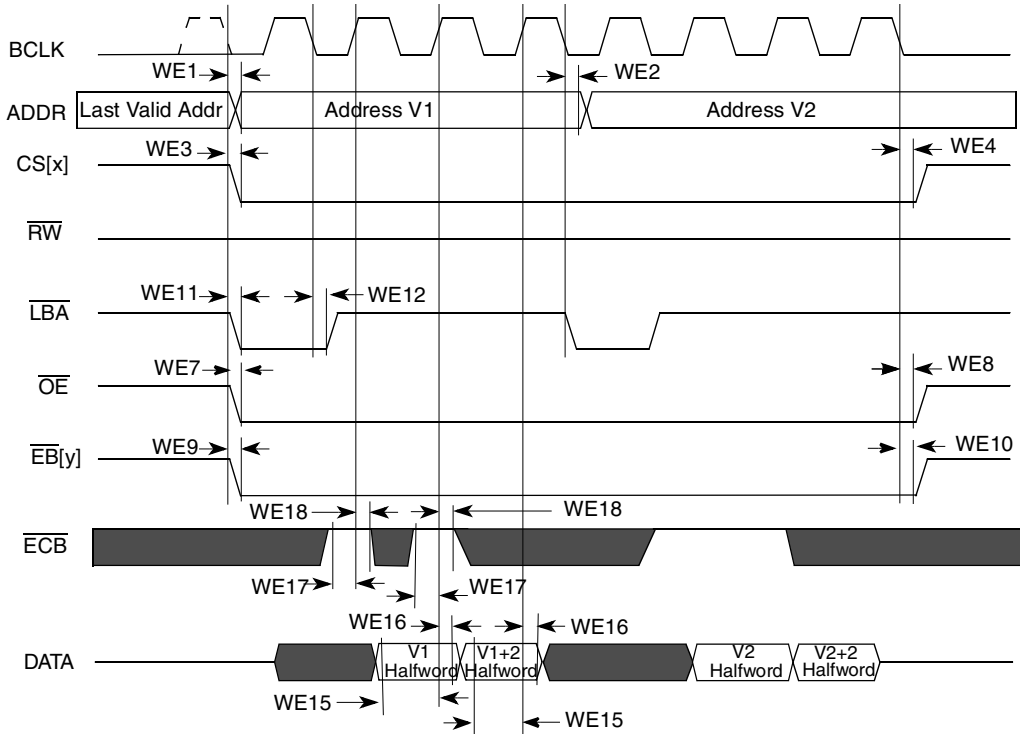 BCLK
WE1
WE2
ADDR
Last Valid Addr
Address V1
Address V2
WE3
WE4
CS[x]
RW
WE11
WE12
LBA
WE7
WE8
OE
WE9
WE10
EB[y]
WE18
WE18
ECB
WE17
WE17
WE16
WE16
DATA
V1
Halfword
V1+2
Halfword
V2
Halfword
V2+2
Halfword
WE15
WE15